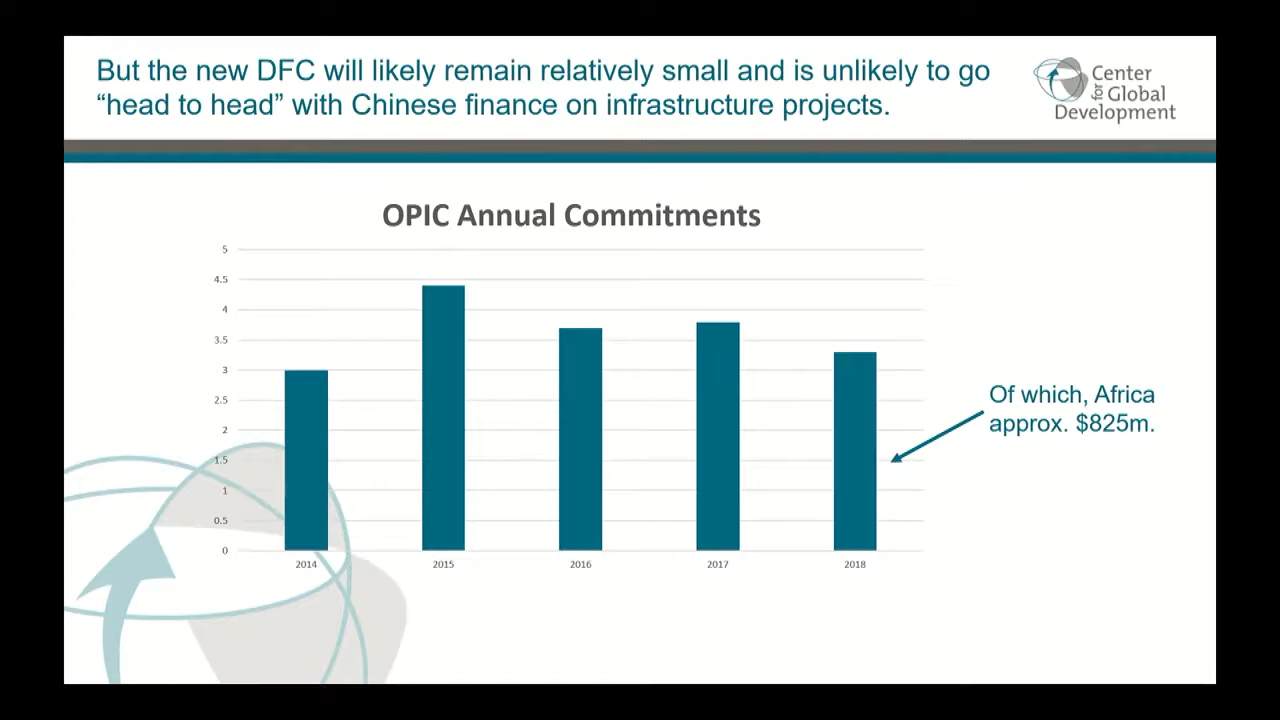 But the new DFC will likely remain relatively small and is unlikely to go
“head to head” with Chinese finance on infrastructure projects.
Center
for Global
Development
OPIC Annual Commitments
5
4.5
4
3.5
3
2.5
2
1.5
1
0.5
0
2014 2015 2016 2017 2018
Of which, Africa
approx. $825m.